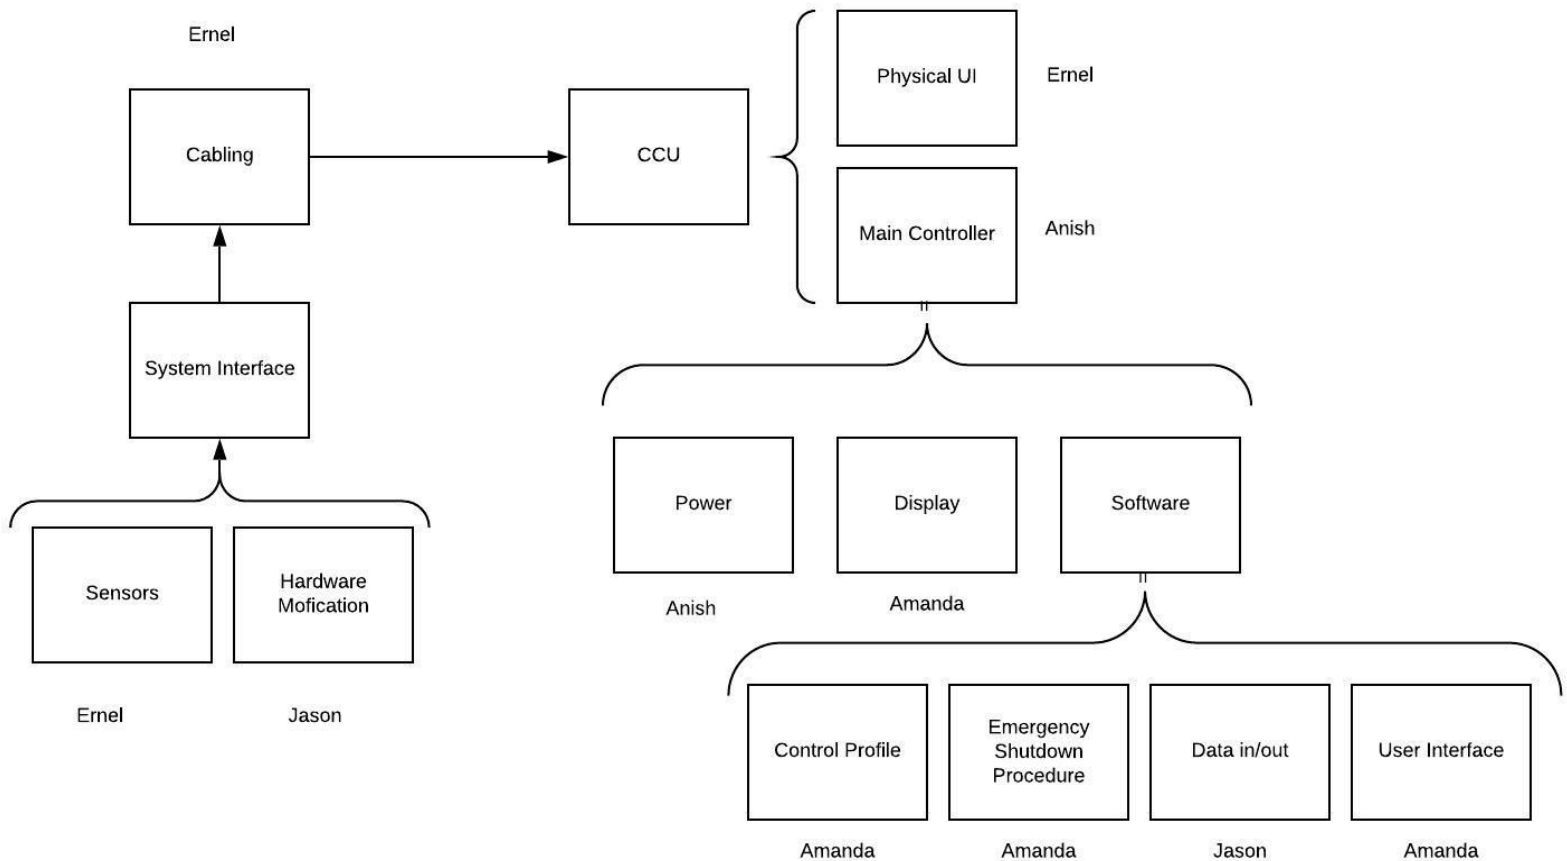 Ernel
Cabling
CCU
Physical UI
Ernel
Main Controller
Anish
System Interface
Sensors
Hardware
Mofication
Ernel
Jason
Power
Display
Software
Anish
Amanda
Control Profile
Emergency
Shutdown
Procedure
Data in/out
User Interface
Amanda
Amanda
Jason
Amanda